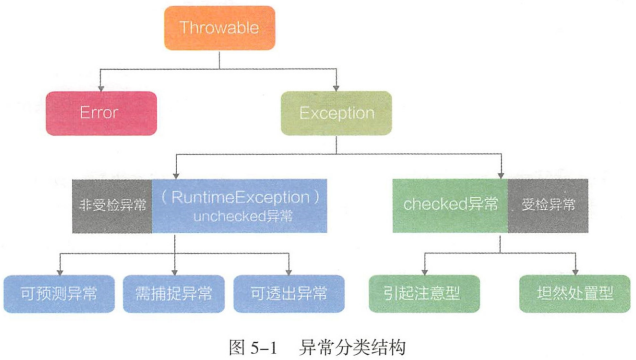 Throwable
Error
Exception
非受检异常
（RuntimeException）
unchecked异常
checked异常
受检异常
可预测异常
需捕捉异常
可透出异常
引起注意型
坦然处置型
图 5-1 异常分类结构